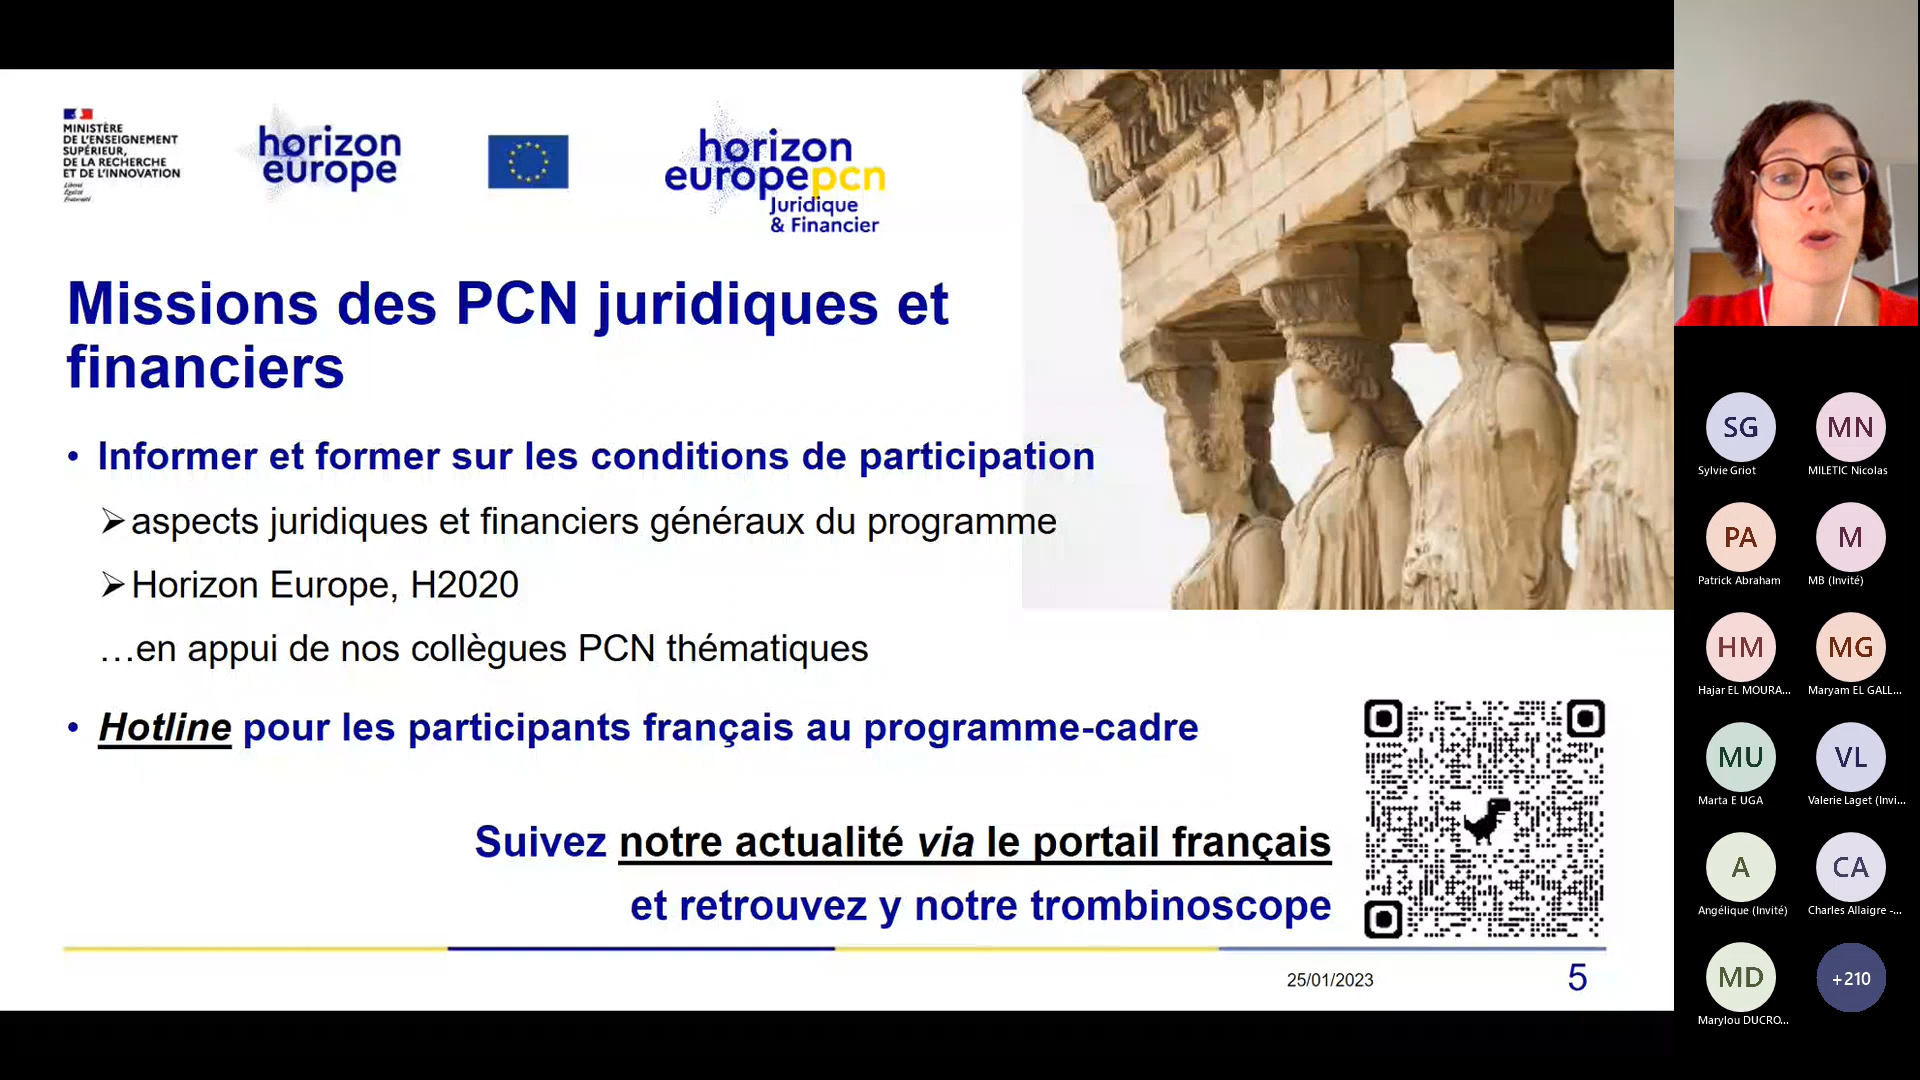 MINISTÈRE
DE L'ENSEIGNEMENT
SUPÉRIEUR,
DE LA RECHERCHE
ET DE L'INNOVATION
Liberté
Égalité
Fraternité
horizon
europe
horizon
europepcn
Juridique
& Financier
Missions des PCN juridiques et
financiers
• Informer et former sur les conditions de participation
➢ aspects juridiques et financiers généraux du programme
➢ Horizon Europe, H2020
…en appui de nos collègues PCN thématiques
• Hotline pour les participants français au programme-cadre
Suivez notre actualité via le portail français
et retrouvez y notre trombinoscope
25/01/2023
5
SG
Sylvie Griot
MN
MILETIC Nicolas
PA
Patrick Abraham
M
MB (Invité)
HM
Hajar EL MOURA...
MG
Maryam EL GALL...
MU
Marta E UGA
VL
Valerie Laget (Invi...
A
Angélique (Invité)
CA
Charles Allaigre -...
MD
Marylou DUCRO...
+210